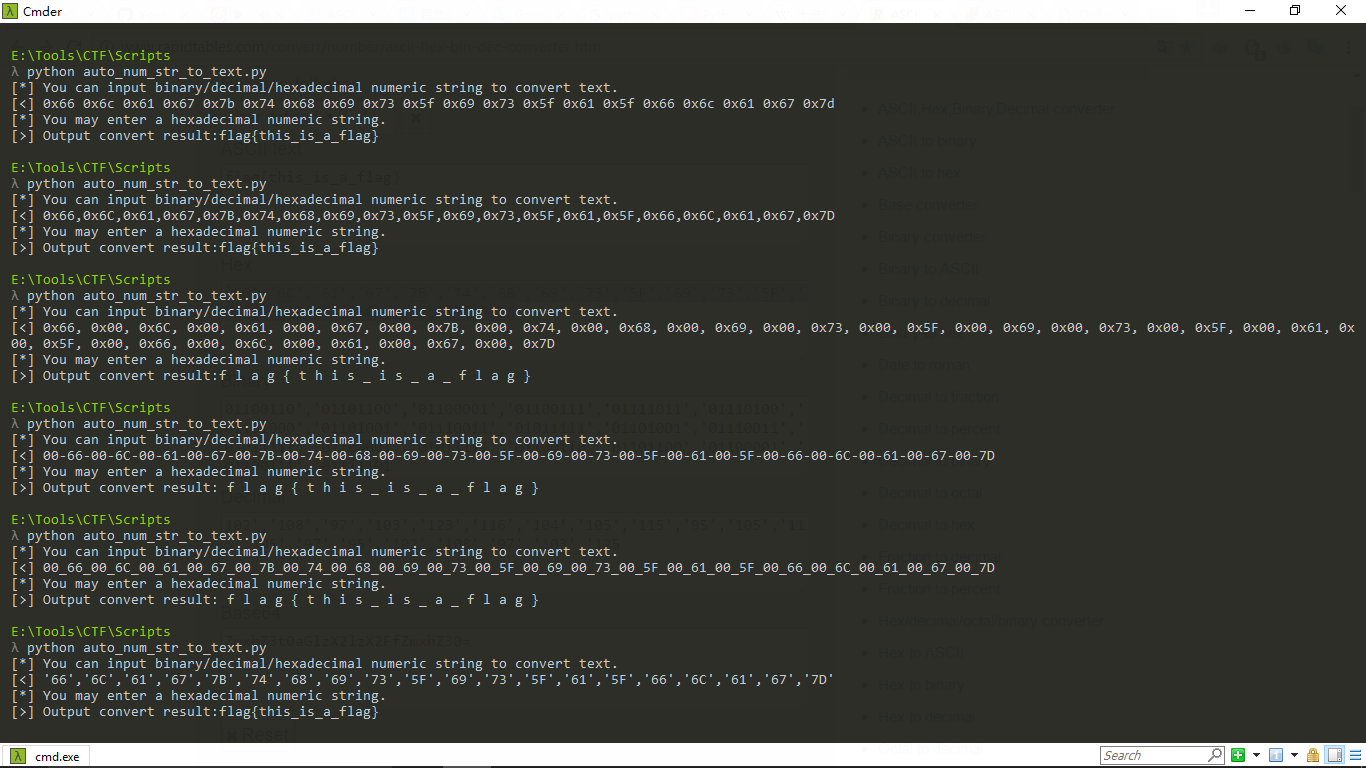 Cmder
E:\Tools\CTF\Scripts
λ python auto_num_str_to_text.py
[*] You can input binary/decimal/hexadecimal numeric string to convert text.
[<] 0x66 0x6c 0x61 0x67 0x7b 0x74 0x68 0x69 0x73 0x5f 0x69 0x73 0x5f 0x61 0x5f 0x66 0x6c 0x61 0x67 0x7d
[*] You may enter a hexadecimal numeric string.
[>] Output convert result:flag{this_is_a_flag}
E:\Tools\CTF\Scripts
λ python auto_num_str_to_text.py
[*] You can input binary/decimal/hexadecimal numeric string to convert text.
[<] 0x66,0x6C,0x61,0x67,0x7B,0x74,0x68,0x69,0x73,0x5F,0x69,0x73,0x5F,0x61,0x5F,0x66,0x6C,0x61,0x67,0x7D
[*] You may enter a hexadecimal numeric string.
[>] Output convert result:flag{this_is_a_flag}
E:\Tools\CTF\Scripts
λ python auto_num_str_to_text.py
[*] You can input binary/decimal/hexadecimal numeric string to convert text.
[<] 0x66, 0x00, 0x6C, 0x00, 0x61, 0x00, 0x67, 0x00, 0x7B, 0x00, 0x74, 0x00, 0x68, 0x00, 0x69, 0x00, 0x73, 0x00, 0x5F, 0x00, 0x69, 0x00, 0x73, 0x00, 0x5F, 0x00, 0x61, 0x
00, 0x5F, 0x00, 0x66, 0x00, 0x6C, 0x00, 0x61, 0x00, 0x67, 0x00, 0x7D
[*] You may enter a hexadecimal numeric string.
[>] Output convert result:f l a g { t h i s _ i s _ a _ f l a g }
E:\Tools\CTF\Scripts
λ python auto_num_str_to_text.py
[*] You can input binary/decimal/hexadecimal numeric string to convert text.
[<] 00-66-00-6C-00-61-00-67-00-7B-00-74-00-68-00-69-00-73-00-5F-00-69-00-73-00-5F-00-61-00-5F-00-66-00-6C-00-61-00-67-00-7D
[*] You may enter a hexadecimal numeric string.
[>] Output convert result: f l a g { t h i s _ i s _ a _ f l a g }
E:\Tools\CTF\Scripts
λ python auto_num_str_to_text.py
[*] You can input binary/decimal/hexadecimal numeric string to convert text.
[<] 00_66_00_6C_00_61_00_67_00_7B_00_74_00_68_00_69_00_73_00_5F_00_69_00_73_00_5F_00_61_00_5F_00_66_00_6C_00_61_00_67_00_7D
[*] You may enter a hexadecimal numeric string.
[>] Output convert result: f l a g { t h i s _ i s _ a _ f l a g }
E:\Tools\CTF\Scripts
λ python auto_num_str_to_text.py
[*] You can input binary/decimal/hexadecimal numeric string to convert text.
[<] '66','6C','61','67','7B','74','68','69','73','5F','69','73','5F','61','5F','66','6C','61','67','7D'
[*] You may enter a hexadecimal numeric string.
[>] Output convert result:flag{this_is_a_flag}
cmd.exe
Search